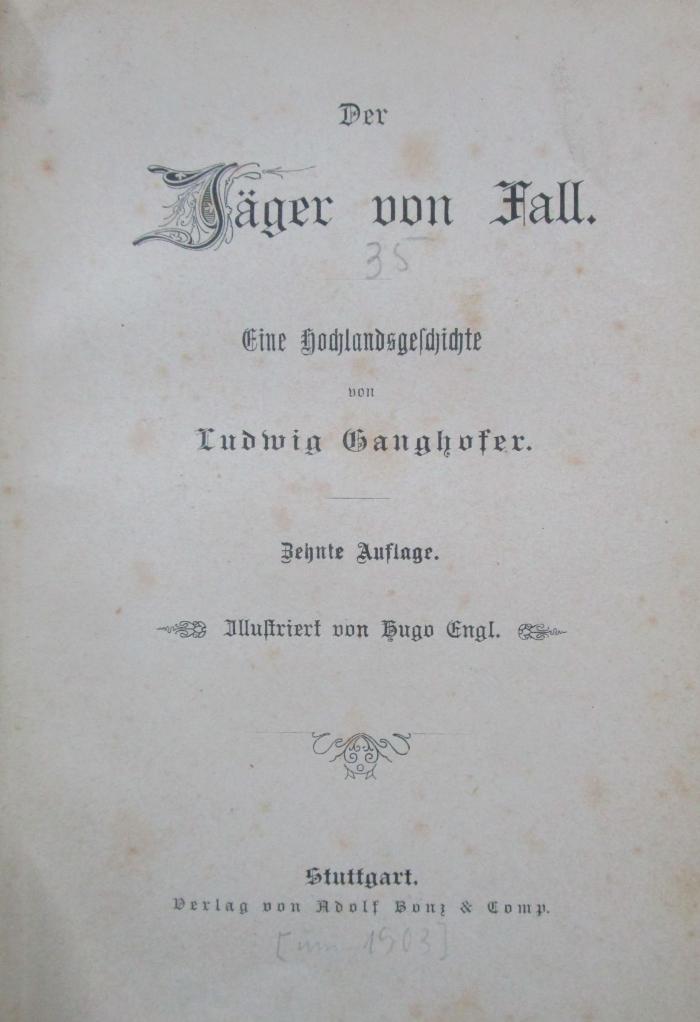 Der
Jäger von Fall.
35
Eine Hochlandsgeschichte
von
Ludwig Ganghofer.
Zehnte Auflage.
Illustriert von Hugo Engl.
Stuttgart.
Verlag von Adolf Bonz & Comp.
[um 1903]